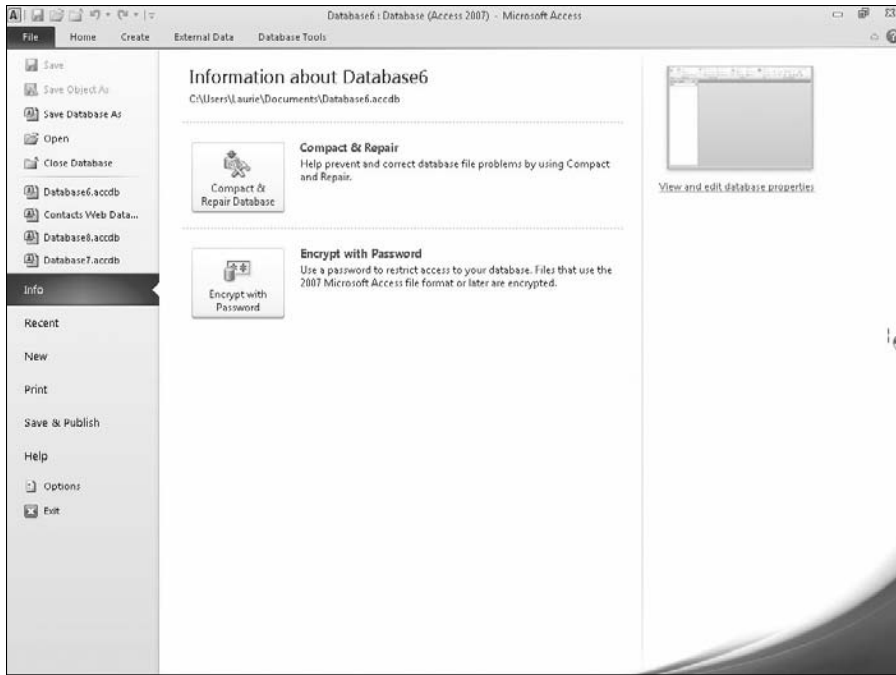 Database6 : Database (Access 2007) - Microsoft Access
File Home Create External Data Database Tools
Save
Save Object As
Save Database As
Open
Close Database
Database6.accdb
Contacts Web Data...
Database8.accdb
Database7.accdb
Info
Recent
New
Print
Save & Publish
Help
Options
Exit
Information about Database6
C:\Users\Laurie\Documents\Database6.accdb
Compact & Repair Database
Compact & Repair
Help prevent and correct database file problems by using Compact
and Repair.
Encrypt with Password
Encrypt with Password
Use a password to restrict access to your database. Files that use the
2007 Microsoft Access file format or later are encrypted.
View and edit database properties